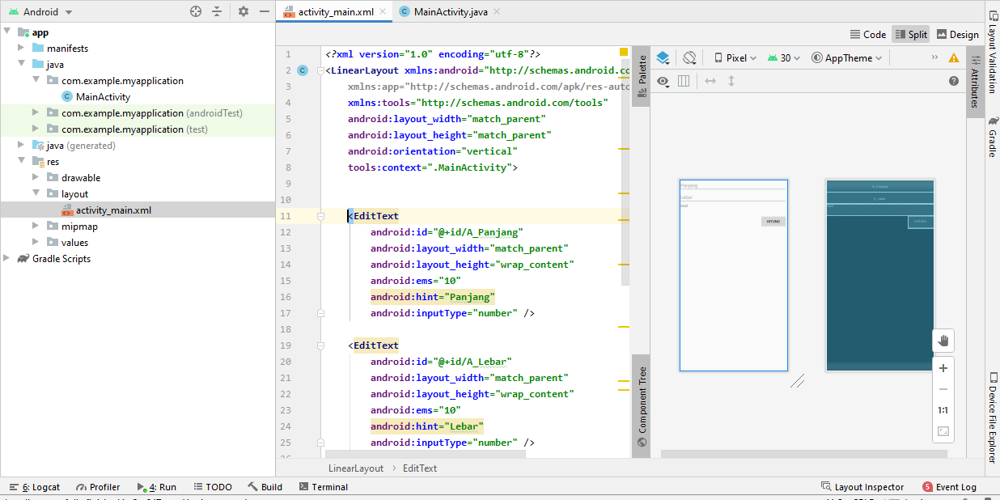 Android
app
manifests
java
com.example.myapplication
MainActivity
com.example.myapplication (androidTest)
com.example.myapplication (test)
java (generated)
res
drawable
layout
activity_main.xml
mipmap
values
Gradle Scripts
activity_main.xml
MainActivity.java
Code
Split
Design
1 <?xml version="1.0" encoding="utf-8"?>
2 <LinearLayout xmlns:android="http://schemas.android.co
3 xmlns:app="http://schemas.android.com/apk/res-auto
4 xmlns:tools="http://schemas.android.com/tools"
5 android:layout_width="match_parent"
6 android:layout_height="match_parent"
7 android:orientation="vertical"
8 tools:context=".MainActivity">
9
10
11 <EditText
12 android:id="@+id/A_Panjang"
13 android:layout_width="match_parent"
14 android:layout_height="wrap_content"
15 android:ems="10"
16 android:hint="Panjang"
17 android:inputType="number" />
18
19 <EditText
20 android:id="@+id/A_Lebar"
21 android:layout_width="match_parent"
22 android:layout_height="wrap_content"
23 android:ems="10"
24 android:hint="Lebar"
25 android:inputType="number" />
LinearLayout > EditText
Palette
Component Tree
Pixel
30
AppTheme
Panjang
Lebar
HITUNG
A_Panjang
HITUNG
1:1
Attributes
Layout Validation
Gradle
Device File Explorer
6: Logcat
Profiler
4: Run
TODO
Build
Terminal
Layout Inspector
5 Event Log